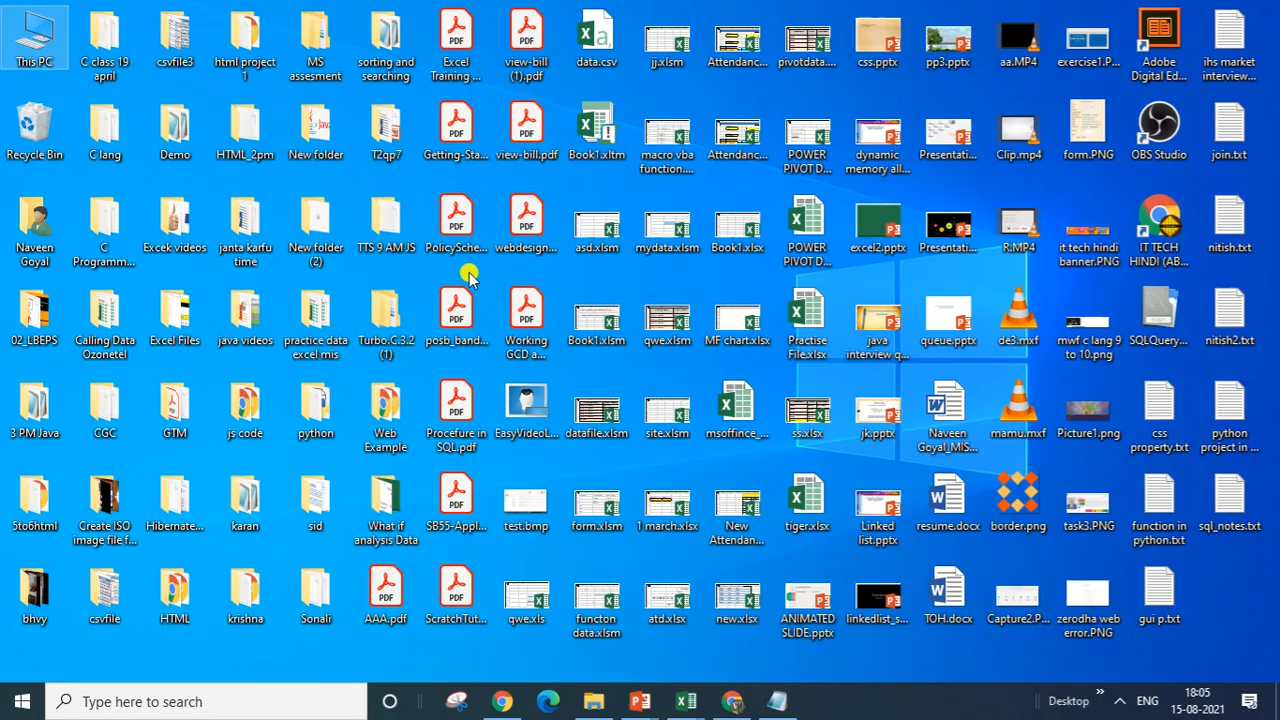 This PC
C class 19 april
csvfile3
html project 1
MS assesment
sorting and searching
Excel Training ...
view-bill (1).pdf
data.csv
jj.xlsm
Attendanc...
pivotdata....
css.pptx
pp3.pptx
aa.MP4
exercise1.P...
Adobe Digital Ed...
ihs market interview...
Recycle Bin
C lang
Demo
HTML_2pm
New folder
T2qp7
Getting-Sta...
view-bill.pdf
Book1.xltm
macro vba function....
Attendanc...
POWER PIVOT D...
dynamic memory all...
Presentati...
Clip.mp4
form.PNG
OBS Studio
join.txt
Naveen Goyal
C Programm...
Excek videos
janta karfu time
New folder (2)
TTS 9 AM JS
PolicySche...
webdesign...
asd.xlsm
mydata.xlsm
Book1.xlsx
POWER PIVOT D...
excel2.pptx
Presentati...
R.MP4
it tech hindi banner.PNG
IT TECH HINDI (AB...
nitish.txt
02_LBEPS
Calling Data Ozonetel
Excel Files
java videos
practice data excel mis
Turbo.C.3.2 (1)
posb_band...
Working GCD a...
Book1.xlsm
qwe.xlsm
MF chart.xlsx
Practise File.xlsx
java interview q...
queue.pptx
de3.mxf
mwf c lang 9 to 10.png
SQLQuery...
nitish2.txt
3 PM Java
CGC
GTM
js code
python
Web Example
Procefure in SQL.pdf
EasyVideoL...
datafile.xlsm
site.xlsm
msoffince_...
ss.xlsx
jk.pptx
Naveen Goyal_MIS...
mamu.mxf
Picture1.png
css property.txt
python project in ...
5to6html
Create ISO image file f...
Hibernate...
karan
sid
What if analysis Data
SB55-Appl...
test.bmp
form.xlsm
1 march.xlsx
New Attendan...
tiger.xlsx
Linked list.pptx
resume.docx
border.png
task3.PNG
function in python.txt
sql_notes.txt
bhvy
csvfile
HTML
krishna
Sonali
AAA.pdf
ScratchTut...
qwe.xls
functon data.xlsm
atd.xlsx
new.xlsx
ANIMATED SLIDE.pptx
linkedlist_s...
TOH.docx
Capture2.P...
zerodha web error.PNG
gui p.txt
Type here to search
Desktop
ENG
18:05
15-08-2021